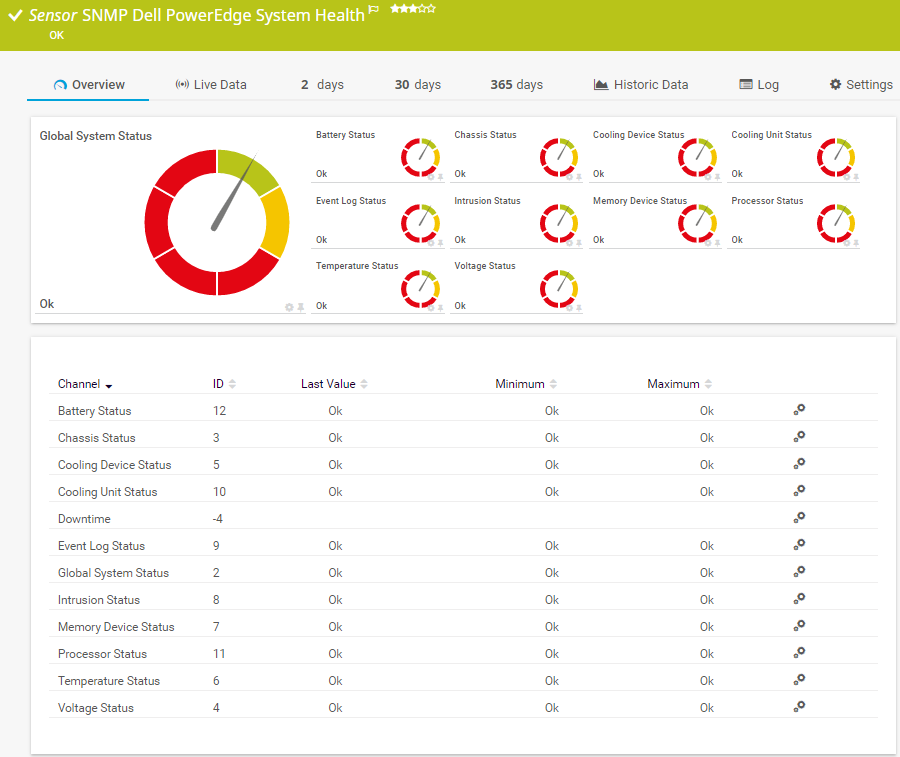 Sensor SNMP Dell PowerEdge System Health
OK
Overview Live Data 2 days 30 days 365 days Historic Data Log Settings
Global System Status
Ok
Battery Status
Ok
Chassis Status
Ok
Cooling Device Status
Ok
Cooling Unit Status
Ok
Event Log Status
Ok
Intrusion Status
Ok
Memory Device Status
Ok
Processor Status
Ok
Temperature Status
Ok
Voltage Status
Ok
Channel ID Last Value Minimum Maximum
Battery Status 12 Ok Ok Ok
Chassis Status 3 Ok Ok Ok
Cooling Device Status 5 Ok Ok Ok
Cooling Unit Status 10 Ok Ok Ok
Downtime -4
Event Log Status 9 Ok Ok Ok
Global System Status 2 Ok Ok Ok
Intrusion Status 8 Ok Ok Ok
Memory Device Status 7 Ok Ok Ok
Processor Status 11 Ok Ok Ok
Temperature Status 6 Ok Ok Ok
Voltage Status 4 Ok Ok Ok